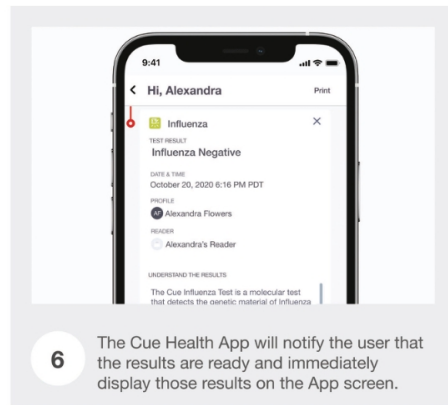 9:41
Hi, Alexandra Print
Influenza
TEST RESULT
Influenza Negative
DATE & TIME
October 20, 2020 6:16 PM PDT
PROFILE
AF Alexandra Flowers
READER
Alexandra's Reader
UNDERSTAND THE RESULTS
The Cue Influenza Test is a molecular test
that detects the genetic material of Influenza
6
The Cue Health App will notify the user that
the results are ready and immediately
display those results on the App screen.